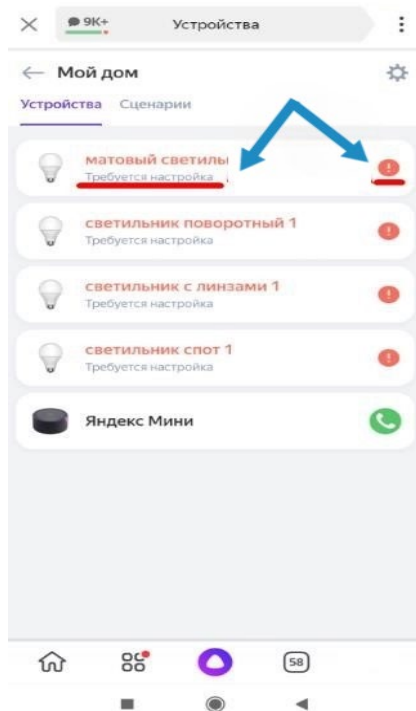 9K+ Устройства
Мой дом
Устройства Сценарии
матовый светиль
Требуется настройка
светильник поворотный 1
Требуется настройка
светильник с линзами 1
Требуется настройка
светильник спот 1
Требуется настройка
Яндекс Мини
58